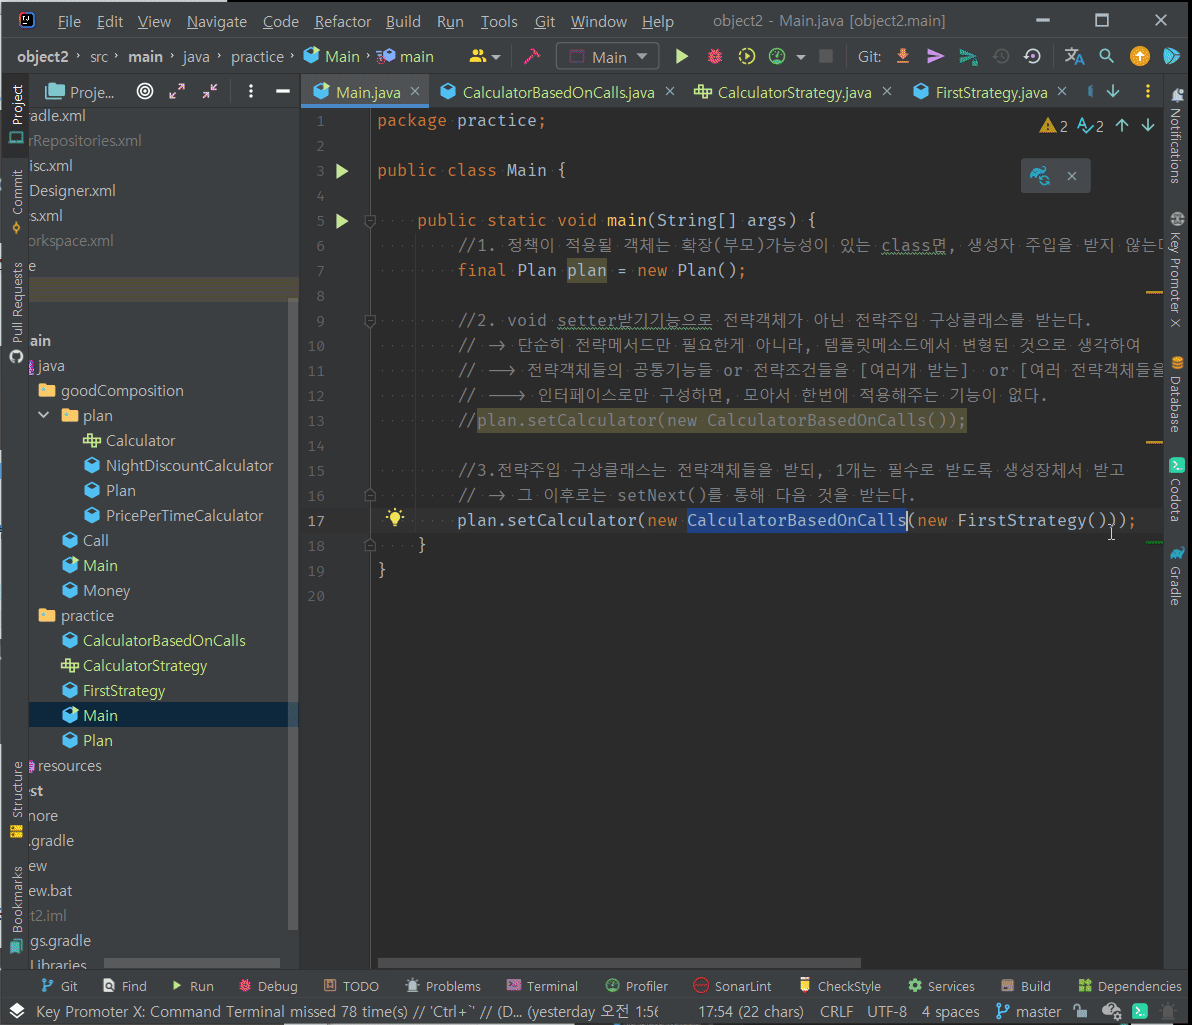 File Edit View Navigate Code Refactor Build Run Tools Git Window Help object2 - Main.java [object2.main]
object2 › src › main › java › practice › Main › main Main Git:
Project
Proje...
Main.java CalculatorBasedOnCalls.java CalculatorStrategy.java FirstStrategy.java
radle.xml
rRepositories.xml
isc.xml
Designer.xml
s.xml
orkspace.xml
e
ain
java
goodComposition
plan
Calculator
NightDiscountCalculator
Plan
PricePerTimeCalculator
Call
Main
Money
practice
CalculatorBasedOnCalls
CalculatorStrategy
FirstStrategy
Main
Plan
resources
st
nore
.gradle
ew
ew.bat
ct2.iml
gs.gradle
Libraries
Commit
Pull Requests
Structure
Bookmarks
2 2
1 package practice;
2
3 public class Main {
4
5 public static void main(String[] args) {
6 //1. 정책이 적용될 객체는 확장(부모)가능성이 있는 class면, 생성자 주입을 받지 않는다
7 final Plan plan = new Plan();
8
9 //2. void setter받기기능으로 전략객체가 아닌 전략주입 구상클래스를 받는다.
10 // -> 단순히 전략메서드만 필요한게 아니라, 템플릿메소드에서 변형된 것으로 생각하여
11 // --> 전략객체들의 공통기능들 or 전략조건들을 [여러개 받는] or [여러 전략객체들을
12 // ---> 인터페이스로만 구성하면, 모아서 한번에 적용해주는 기능이 없다.
13 //plan.setCalculator(new CalculatorBasedOnCalls());
14
15 //3.전략주입 구상클래스는 전략객체들을 받되, 1개는 필수로 받도록 생성장체서 받고
16 // -> 그 이후로는 setNext()를 통해 다음 것을 받는다.
17 plan.setCalculator(new CalculatorBasedOnCalls(new FirstStrategy()));
18 }
19 }
20
Notifications
Key Promoter X
Database
Codota
Gradle
Git Find Run Debug TODO Problems Terminal Profiler SonarLint CheckStyle Services Build Dependencies
Key Promoter X: Command Terminal missed 78 time(s) // 'Ctrl+`' // (D... (yesterday 오전 1:56 17:54 (22 chars) CRLF UTF-8 4 spaces master